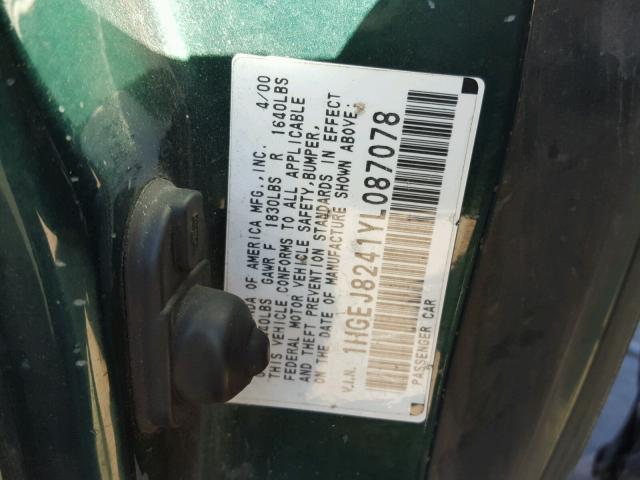 OF AMERICA MFG., INC. 4/00
LBS GAWR F 1830LBS R 1640LBS
THIS VEHICLE CONFORMS TO ALL APPLICABLE
FEDERAL MOTOR VEHICLE SAFETY, BUMPER,
AND THEFT PREVENTION STANDARDS IN EFFECT
ON THE DATE OF MANUFACTURE SHOWN ABOVE:
V.I.N. 1HGEJ8241YL087078
PASSENGER CAR